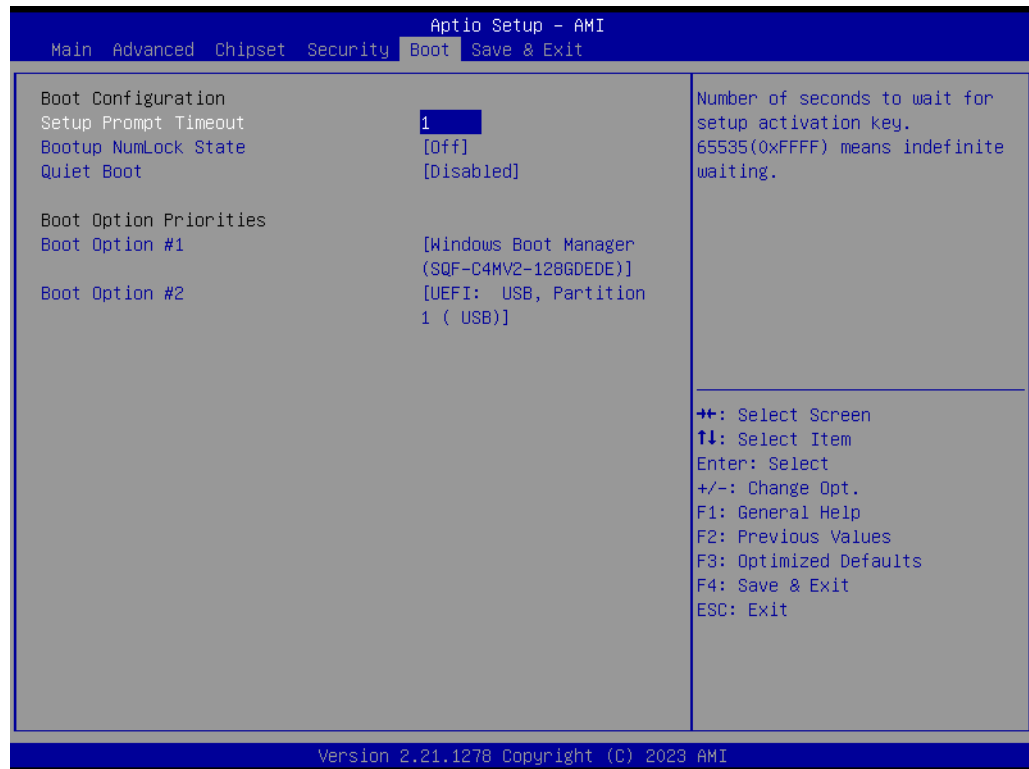 Aptio Setup – AMI
Main Advanced Chipset Security Boot Save & Exit
Boot Configuration
Setup Prompt Timeout 1
Bootup NumLock State [Off]
Quiet Boot [Disabled]
Boot Option Priorities
Boot Option #1 [Windows Boot Manager
(SQF-C4MV2-128GDEDE)]
Boot Option #2 [UEFI: USB, Partition
1 ( USB)]
Number of seconds to wait for
setup activation key.
65535(0xFFFF) means indefinite
waiting.
→←: Select Screen
↑↓: Select Item
Enter: Select
+/-: Change Opt.
F1: General Help
F2: Previous Values
F3: Optimized Defaults
F4: Save & Exit
ESC: Exit
Version 2.21.1278 Copyright (C) 2023 AMI